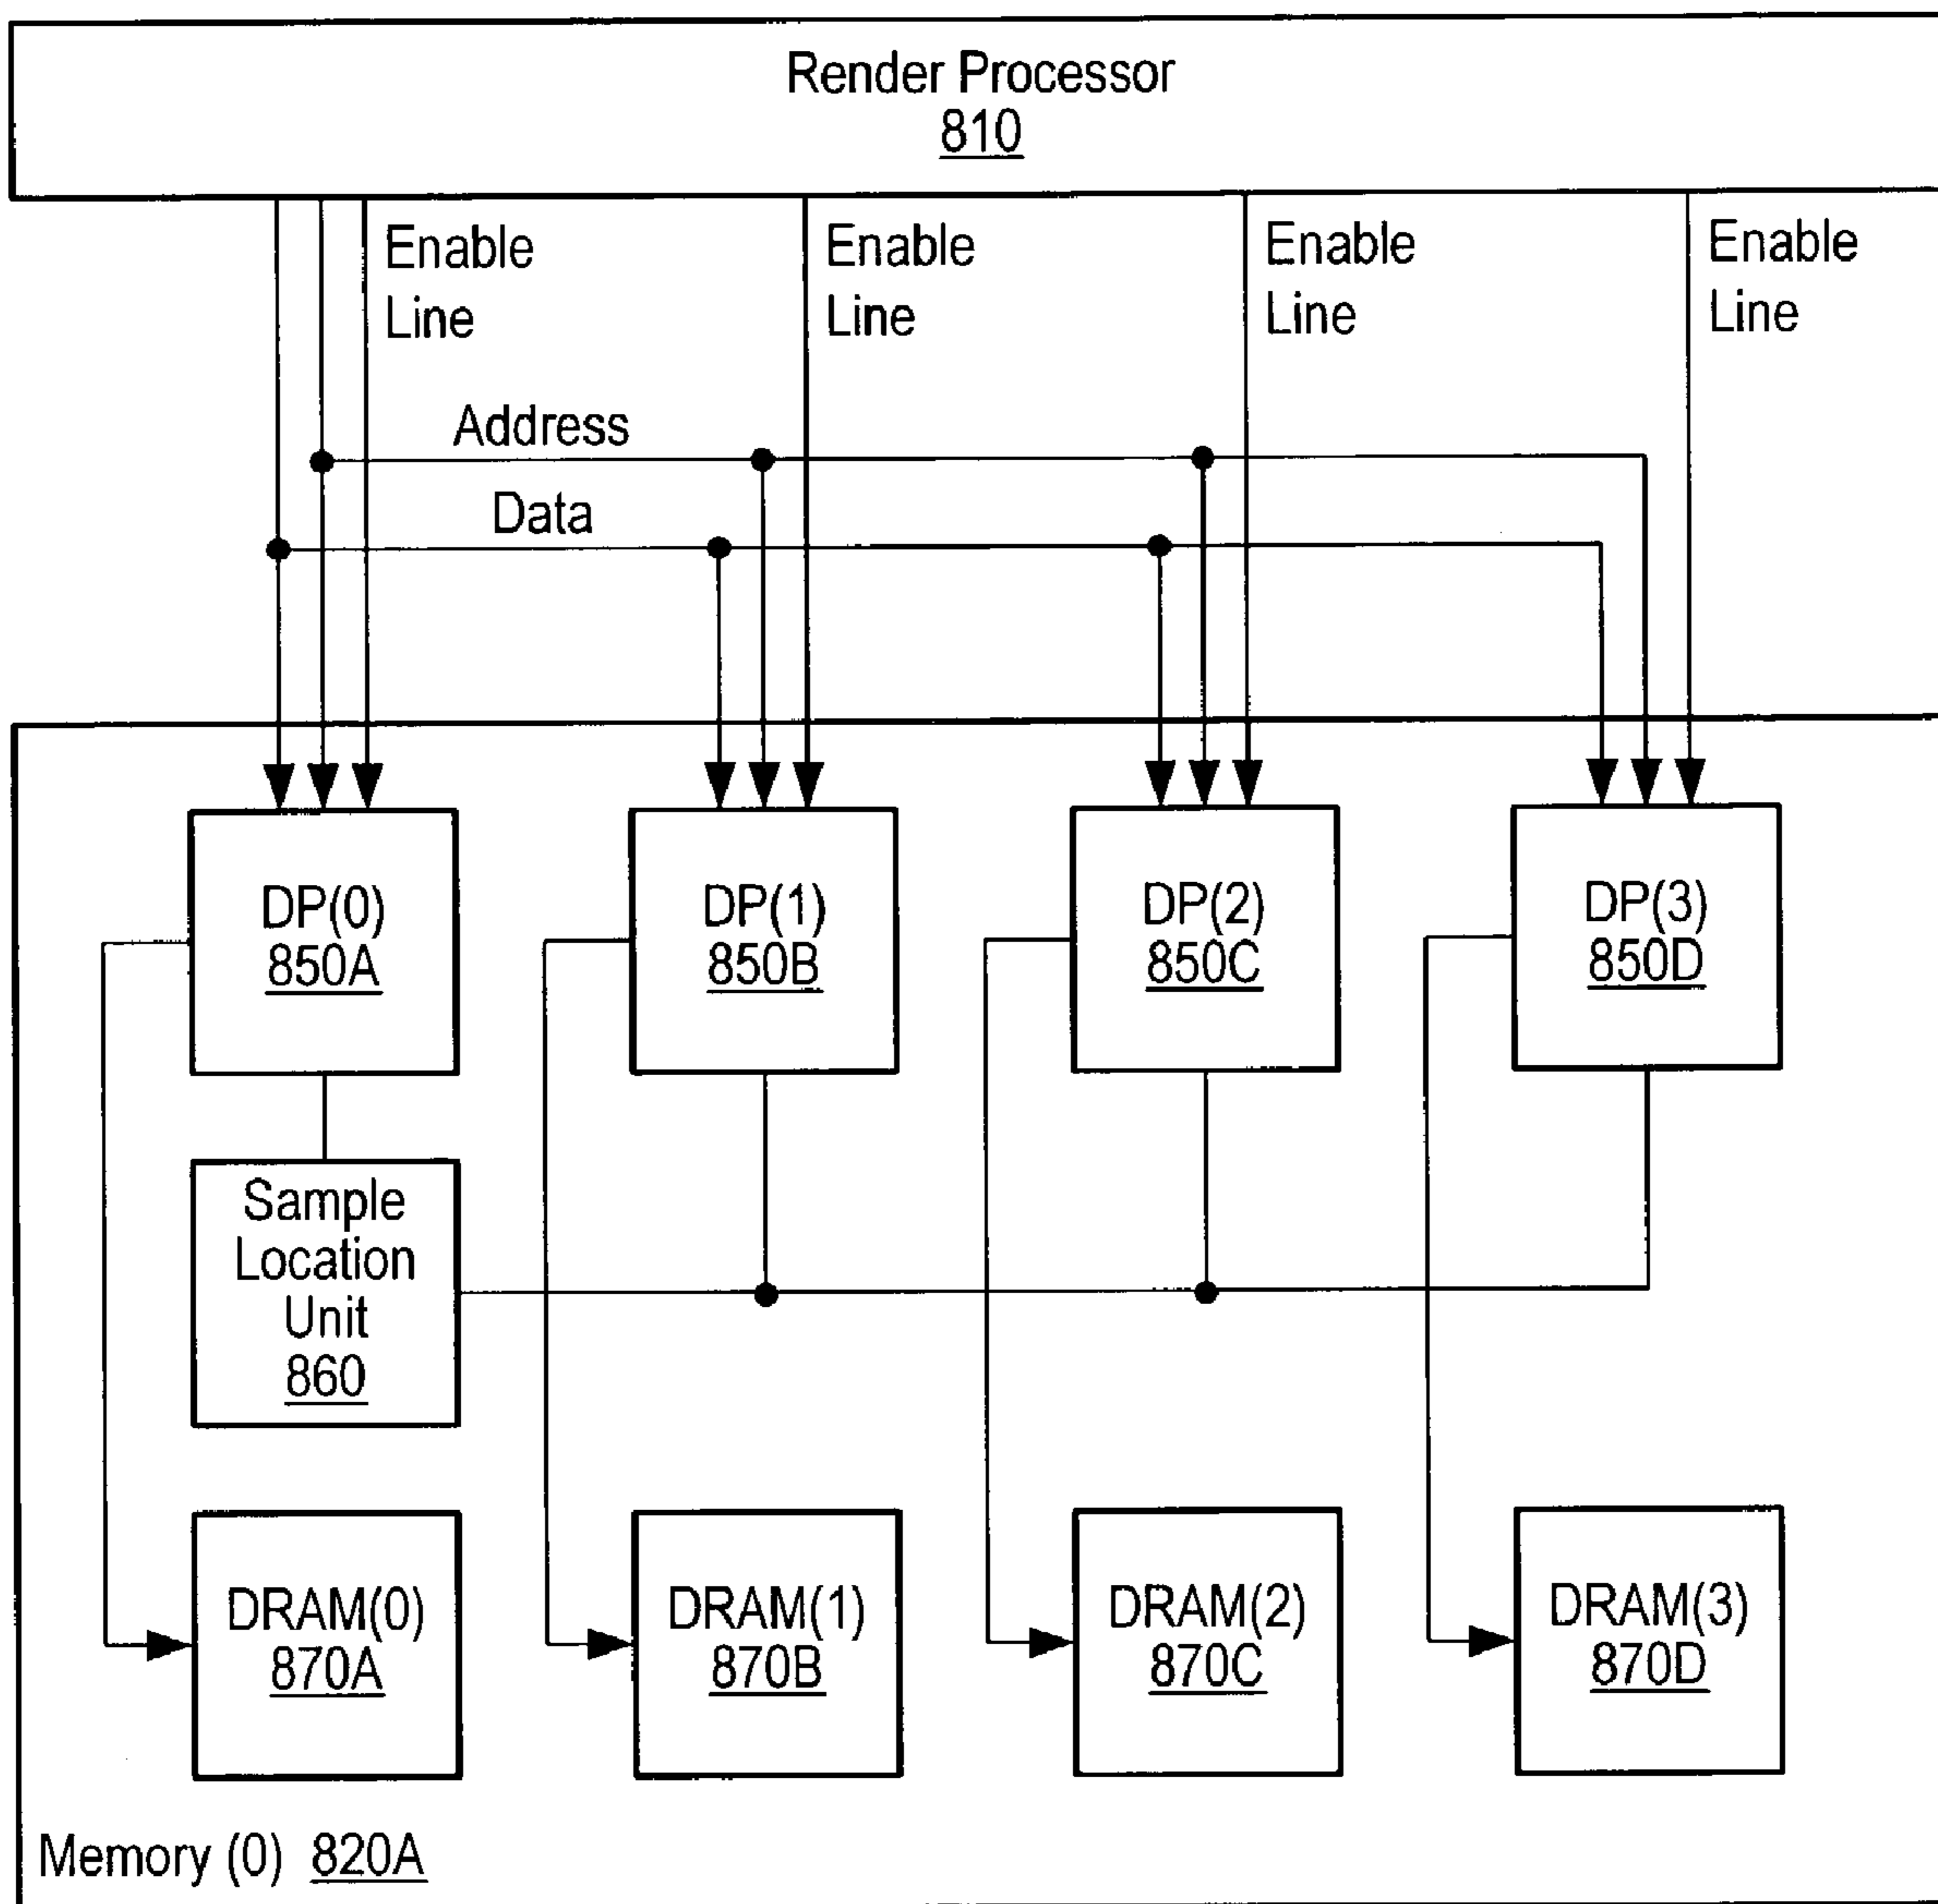 Render Processor
810
Enable
Line
Enable
Line
Enable
Line
Enable
Line
Address
Data
DP(0)
850A
DP(1)
850B
DP(2)
850C
DP(3)
850D
Sample
Location
Unit
860
DRAM(0)
870A
DRAM(1)
870B
DRAM(2)
870C
DRAM(3)
870D
Memory (0) 820A